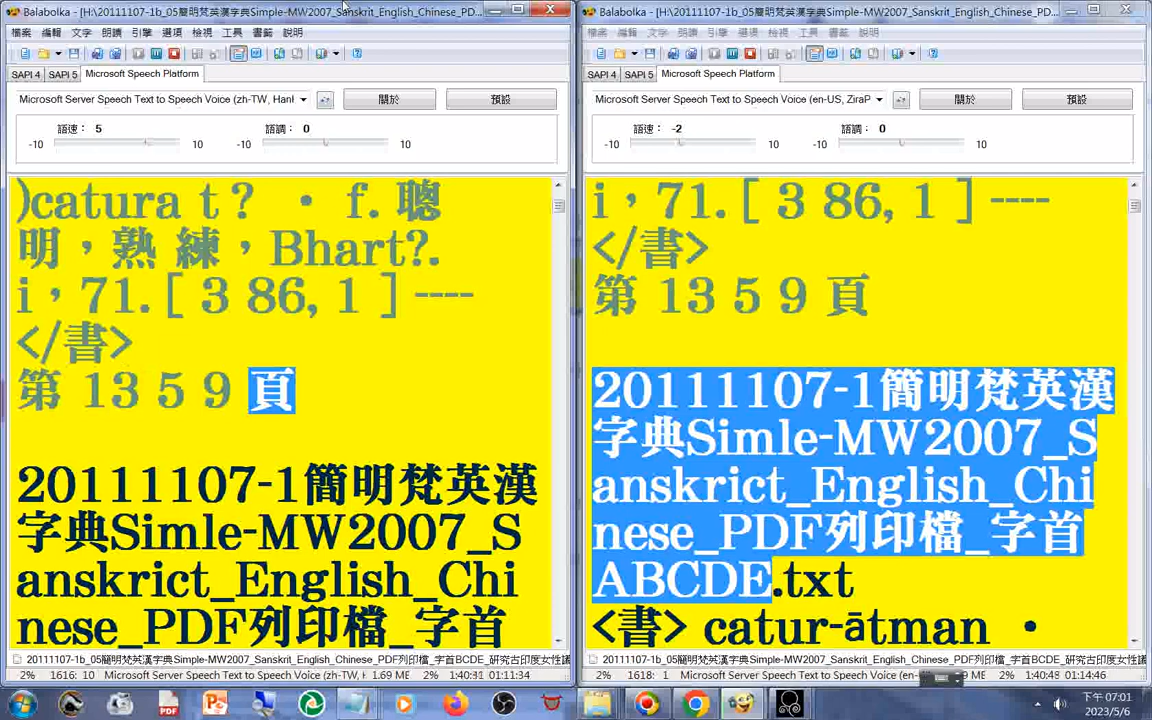 Balabolka - [H:\20111107-1b_05簡明梵英漢字典Simple-MW2007_Sanskrit_English_Chinese_PD...
檔案 編輯 文字 朗讀 引擎 選項 檢視 工具 書籤 說明
SAPI 4 SAPI 5 Microsoft Speech Platform
Microsoft Server Speech Text to Speech Voice (zh-TW, Hanl 關於 預設
語速： 5 語調： 0
-10 10 -10 10
)catura t？ • f. 聰
明，熟 練，Bhart?.
i，71.[ 3 86, 1 ] ----
</書>
第 13 5 9 頁
20111107-1簡明梵英漢
字典Simle-MW2007_S
anskrict_English_Chi
nese_PDF列印檔_字首
20111107-1b_05簡明梵英漢字典Simple-MW2007_Sanskrit_English_Chinese_PDF列印檔_字首BCDE_研究古印度女性議
2% 1616: 10 Microsoft Server Speech Text to Speech Voice (zh-TW, H 1.69 ME 2% 1:40:31 01:11:34
Balabolka - [H:\20111107-1b_05簡明梵英漢字典Simple-MW2007_Sanskrit_English_Chinese_PD...
檔案 編輯 文字 朗讀 引擎 選項 檢視 工具 書籤 說明
SAPI 4 SAPI 5 Microsoft Speech Platform
Microsoft Server Speech Text to Speech Voice (en-US, ZiraP 關於 預設
語速： -2 語調： 0
-10 10 -10 10
i，71.[ 3 86, 1 ] ----
</書>
第 13 5 9 頁
20111107-1簡明梵英漢
字典Simle-MW2007_S
anskrict_English_Chi
nese_PDF列印檔_字首
ABCDE.txt
<書> catur-ātman •
20111107-1b_05簡明梵英漢字典Simple-MW2007_Sanskrit_English_Chinese_PDF列印檔_字首BCDE_研究古印度女性議
2% 1618: 1 Microsoft Server Speech Text to Speech Voice ME 2% 1:40:48 01:14:46
下午 07:01
2023/5/6